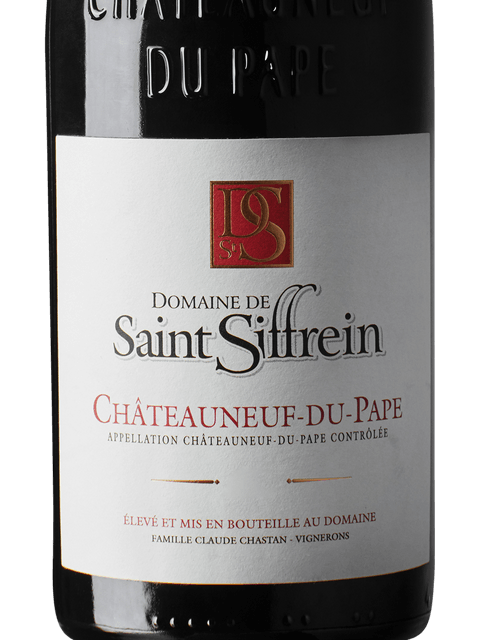 CHÂTEAUNEUF
DU PAPE
DSS
ST
DOMAINE DE
Saint Siffrein
CHÂTEAUNEUF-DU-PAPE
APPELLATION CHÂTEAUNEUF-DU-PAPE CONTRÔLÉE
ÉLEVÉ ET MIS EN BOUTEILLE AU DOMAINE
FAMILLE CLAUDE CHASTAN - VIGNERONS